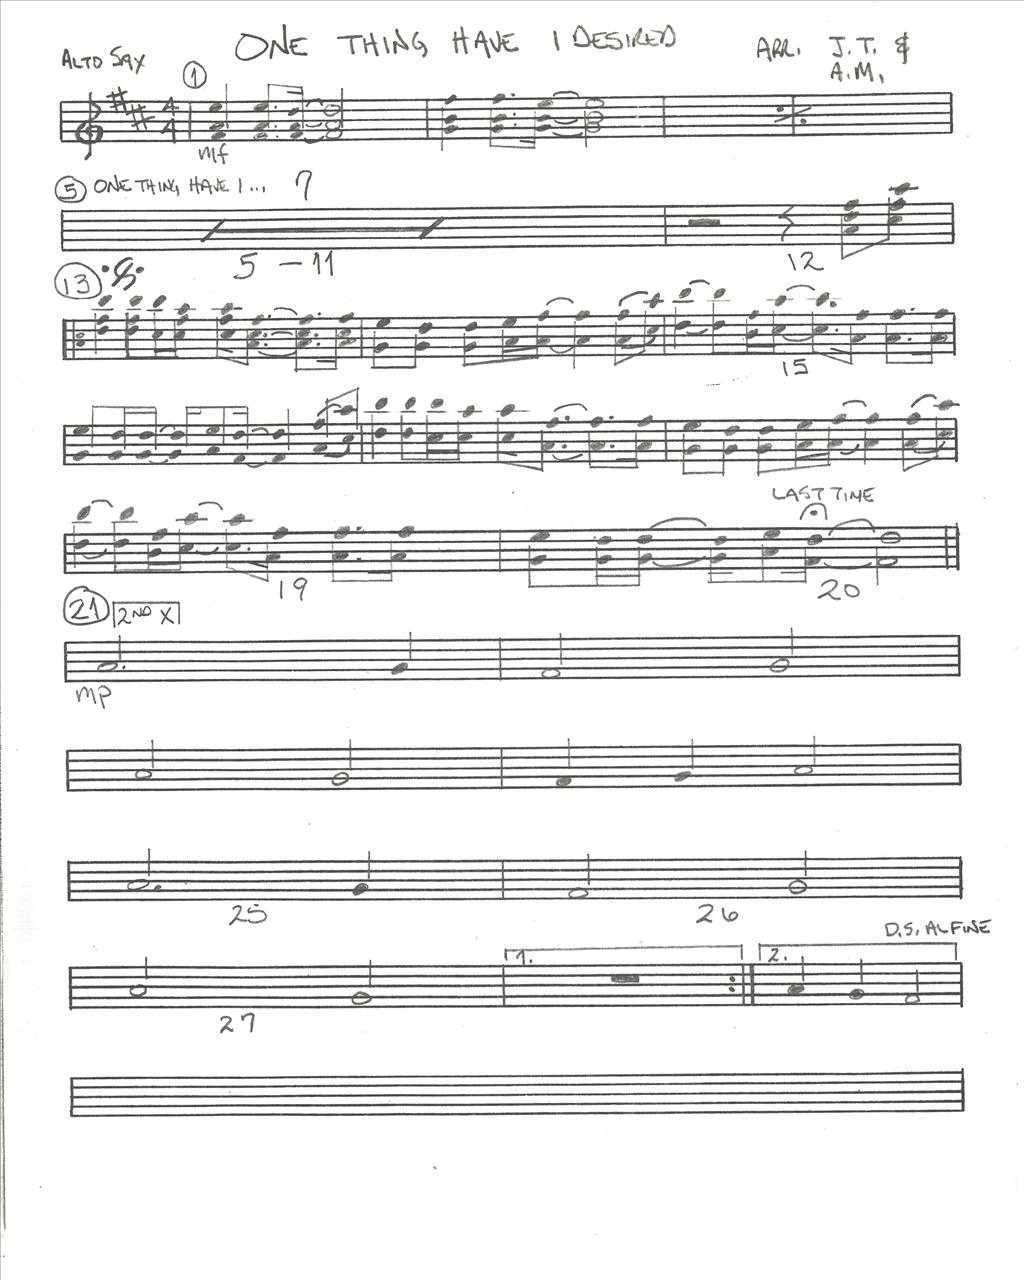 ONE THING HAVE I DESIRED
ALTO SAX
ARR. J.T. &
A.M.
1
4
4
mf
5 ONE THING HAVE I... 7
5 - 11
12
13
15
LAST TIME
19
20
21 2ND X
mp
25
26
D.S. AL FINE
1.
2.
27